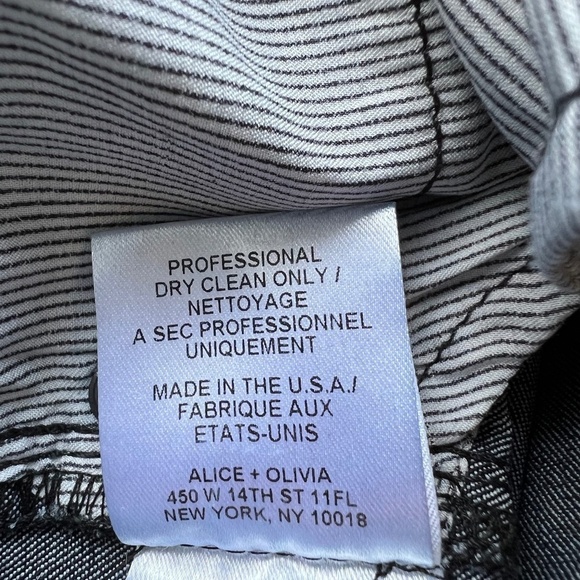 PROFESSIONAL
DRY CLEAN ONLY /
NETTOYAGE
A SEC PROFESSIONNEL
UNIQUEMENT
MADE IN THE U.S.A./
FABRIQUE AUX
ETATS-UNIS
ALICE + OLIVIA
450 W 14TH ST 11FL
NEW YORK, NY 10018